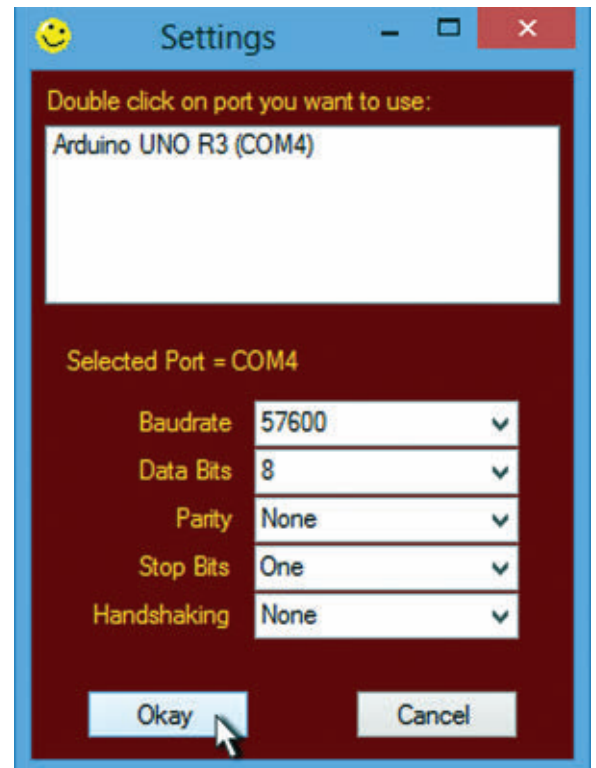 Settings
Double click on port you want to use:
Arduino UNO R3 (COM4)
Selected Port = COM4
Baudrate 57600
Data Bits 8
Parity None
Stop Bits One
Handshaking None
Okay Cancel